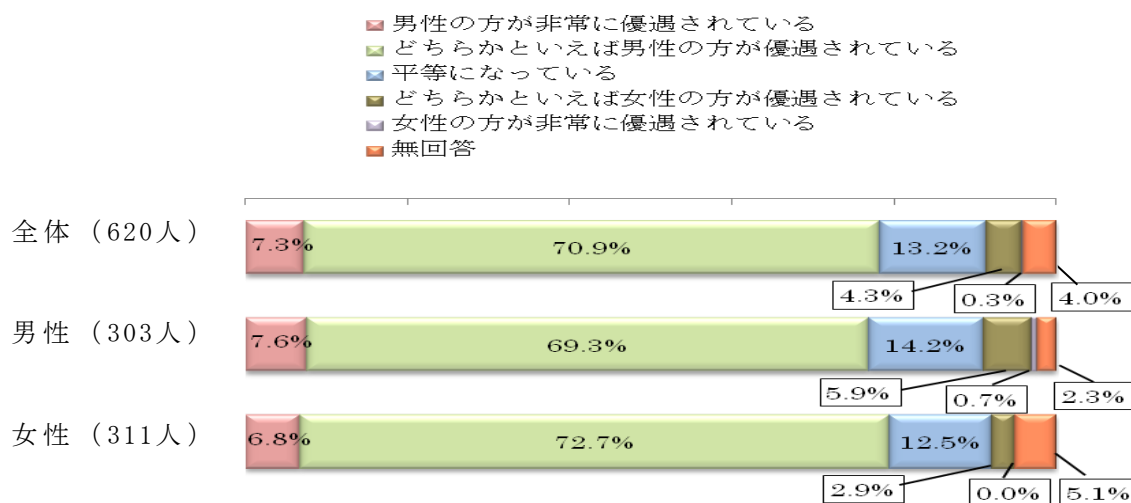 男性の方が非常に優遇されている
どちらかといえば男性の方が優遇されている
平等になっている
どちらかといえば女性の方が優遇されている
女性の方が非常に優遇されている
無回答
全体（620人）
7.3% 70.9% 13.2%
4.3% 0.3% 4.0%
男性（303人）
7.6% 69.3% 14.2%
5.9% 0.7% 2.3%
女性（311人）
6.8% 72.7% 12.5%
2.9% 0.0% 5.1%